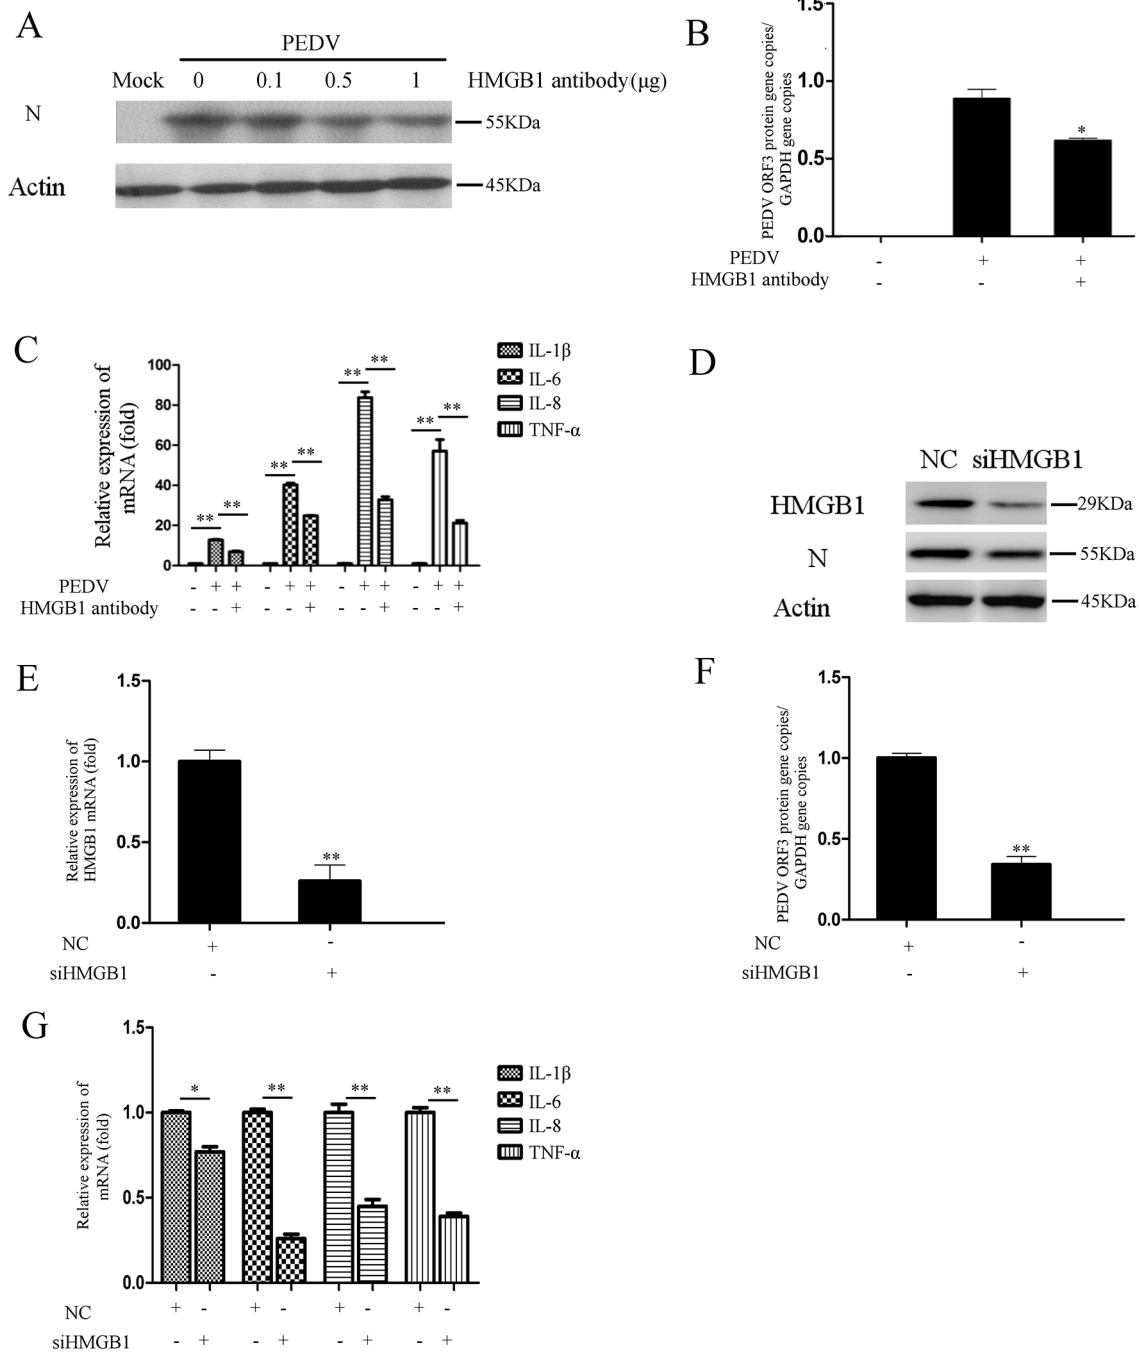 A
PEDV
Mock 0 0.1 0.5 1 HMGB1 antibody(μg)
N 55KDa
Actin 45KDa
B
PEDV ORF3 protein gene copies/
GAPDH gene copies
1.5
1.0
0.5
0.0
*
PEDV - + +
HMGB1 antibody - - +
C
Relative expression of
mRNA (fold)
100
80
60
40
20
0
** ** ** ** ** ** ** **
PEDV - + + - + + - + + - + +
HMGB1 antibody - - + - - + - - + - - +
IL-1β
IL-6
IL-8
TNF-α
D
NC siHMGB1
HMGB1 29KDa
N 55KDa
Actin 45KDa
E
Relative expression of
HMGB1 mRNA (fold)
1.5
1.0
0.5
0.0
**
NC + -
siHMGB1 - +
F
PEDV ORF3 protein gene copies/
GAPDH gene copies
1.5
1.0
0.5
0.0
**
NC + -
siHMGB1 - +
G
Relative expression of
mRNA (fold)
1.5
1.0
0.5
0.0
* ** ** **
NC + - + - + - + -
siHMGB1 - + - + - + - +
IL-1β
IL-6
IL-8
TNF-α